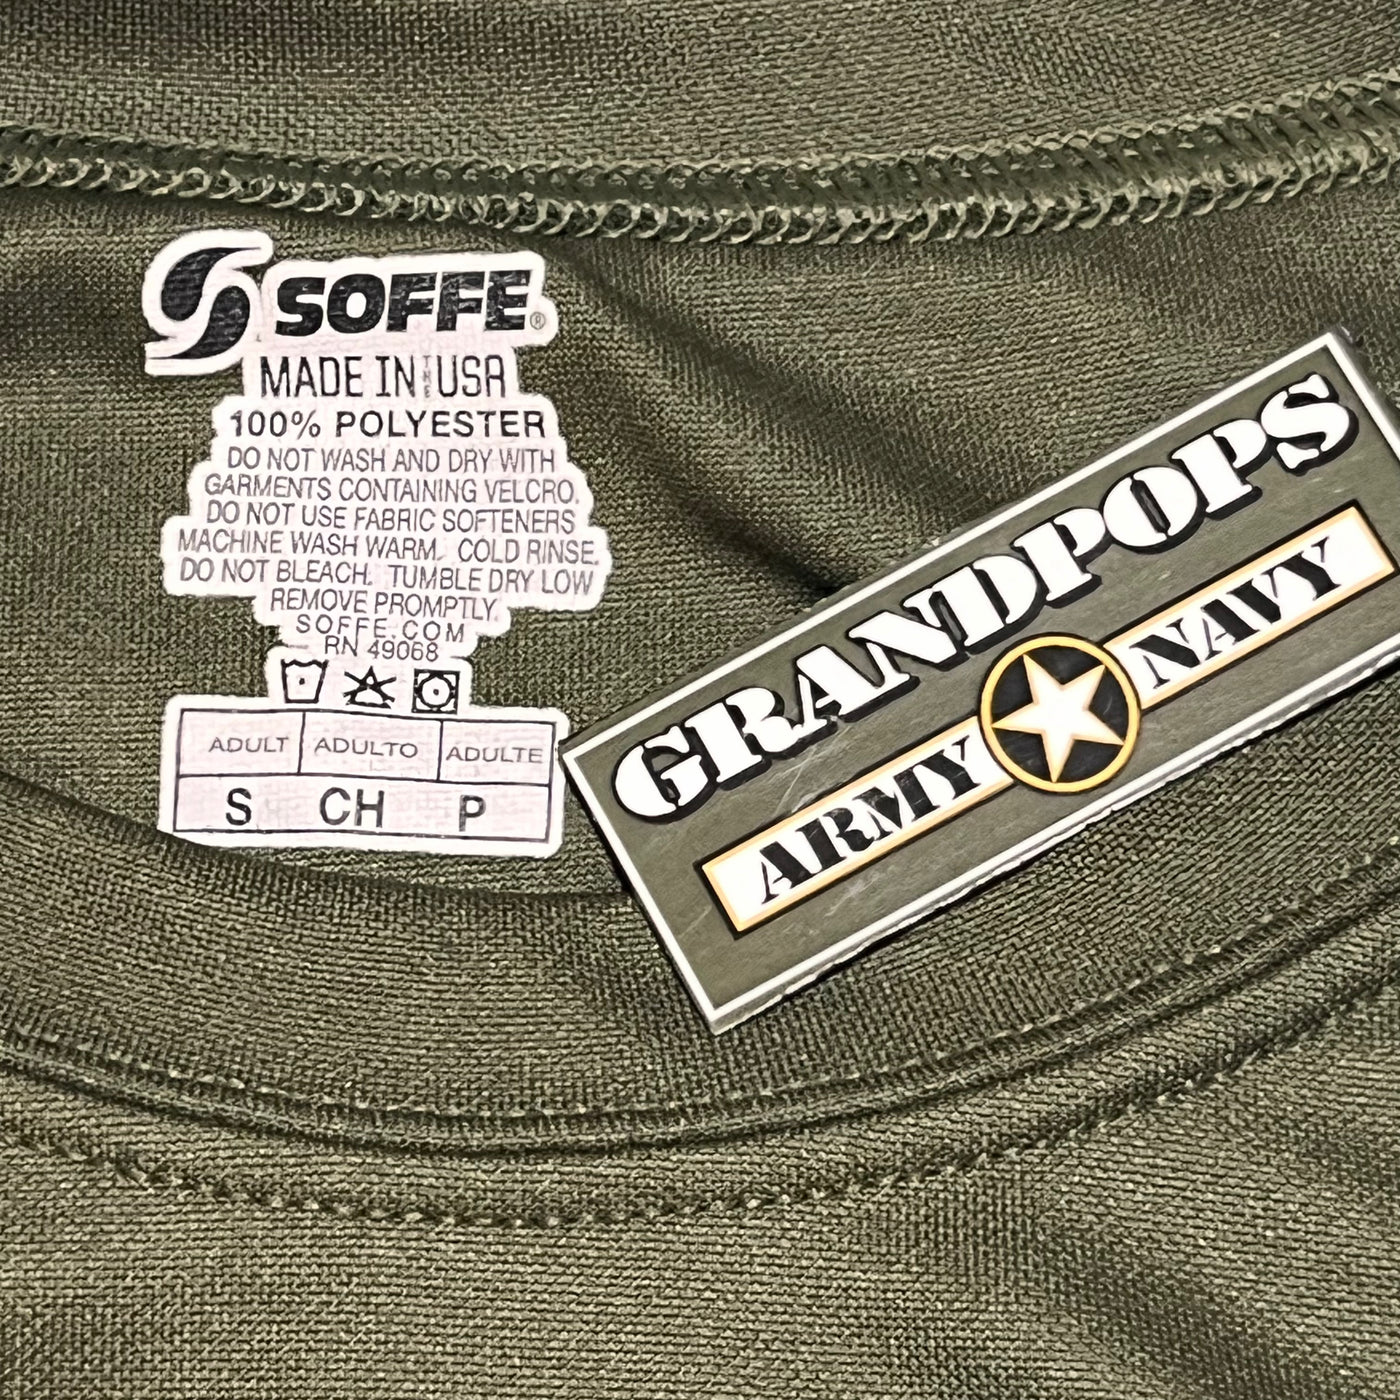 SOFFE®
MADE IN THE USA
100% POLYESTER
DO NOT WASH AND DRY WITH
GARMENTS CONTAINING VELCRO.
DO NOT USE FABRIC SOFTENERS
MACHINE WASH WARM. COLD RINSE.
DO NOT BLEACH. TUMBLE DRY LOW
REMOVE PROMPTLY.
SOFFE.COM
RN 49068
ADULT ADULTO ADULTE
S CH P
GRANDPOPS
ARMY NAVY